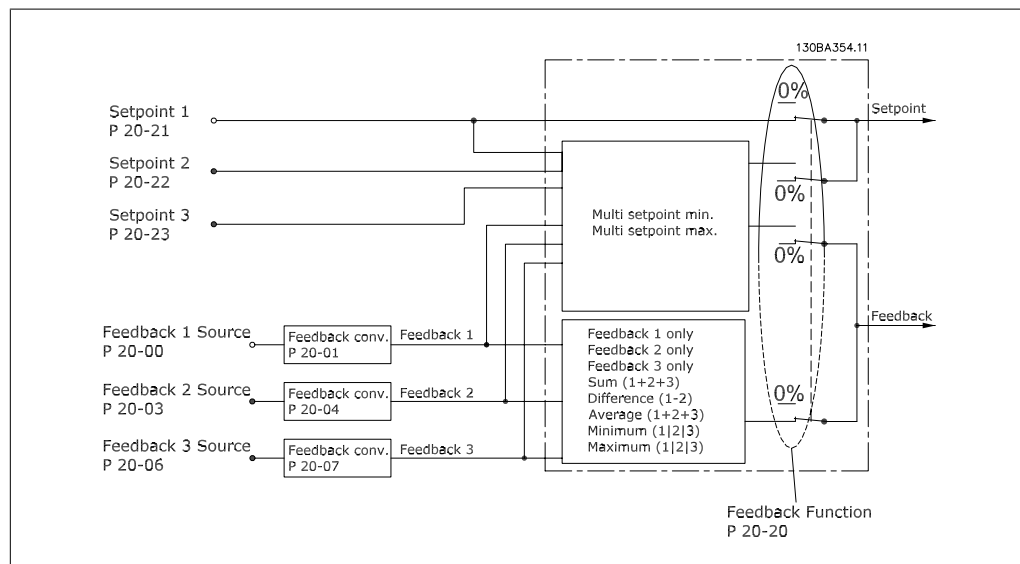 130BA354.11
Setpoint 1
P 20-21
0%
Setpoint
Setpoint 2
P 20-22
0%
Setpoint 3
P 20-23
Multi setpoint min.
Multi setpoint max.
0%
Feedback
Feedback 1 Source
P 20-00
Feedback conv.
P 20-01
Feedback 1
Feedback 2 Source
P 20-03
Feedback conv.
P 20-04
Feedback 2
Feedback 3 Source
P 20-06
Feedback conv.
P 20-07
Feedback 3
Feedback 1 only
Feedback 2 only
Feedback 3 only
Sum (1+2+3)
Difference (1-2)
Average (1+2+3)
Minimum (1|2|3)
Maximum (1|2|3)
0%
Feedback Function
P 20-20